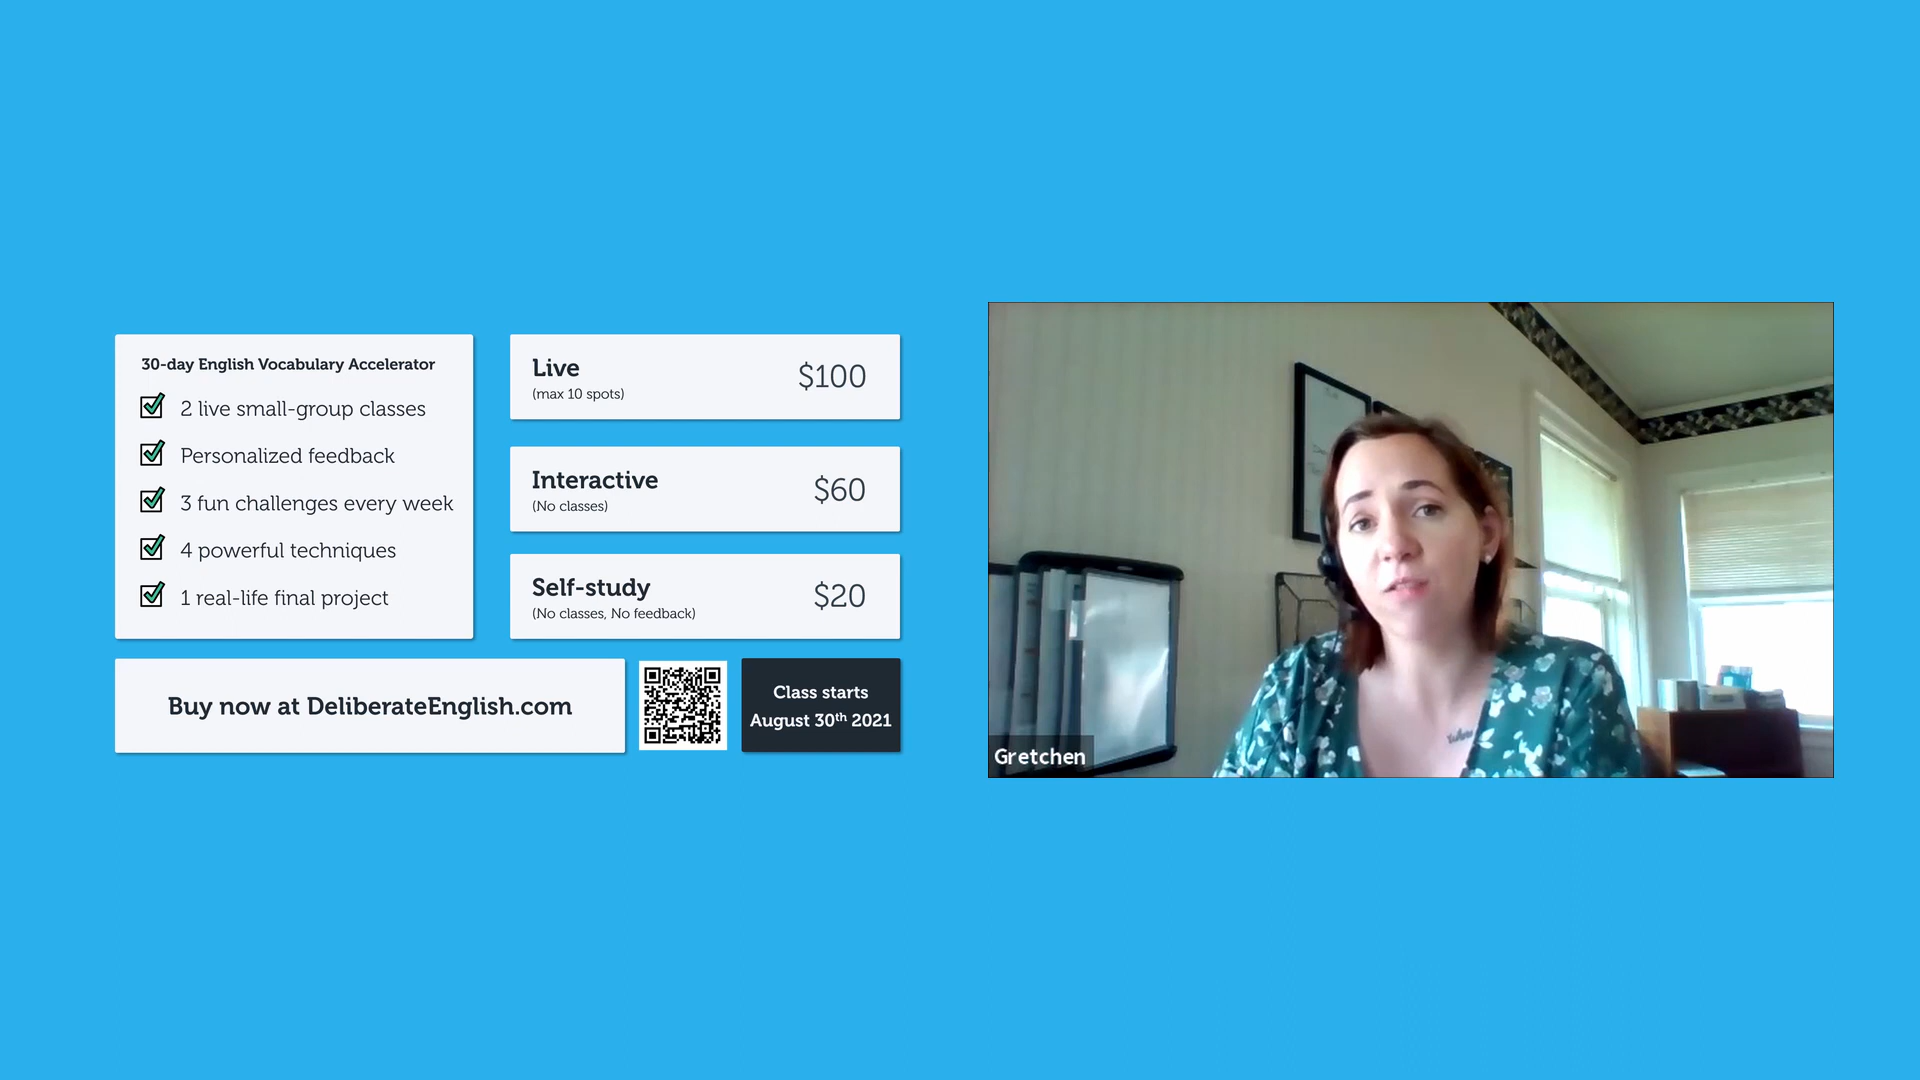 30-day English Vocabulary Accelerator
2 live small-group classes
Personalized feedback
3 fun challenges every week
4 powerful techniques
1 real-life final project
Live
(max 10 spots)
$100
Interactive
(No classes)
$60
Self-study
(No classes, No feedback)
$20
Buy now at DeliberateEnglish.com
Class starts
August 30th 2021
Gretchen